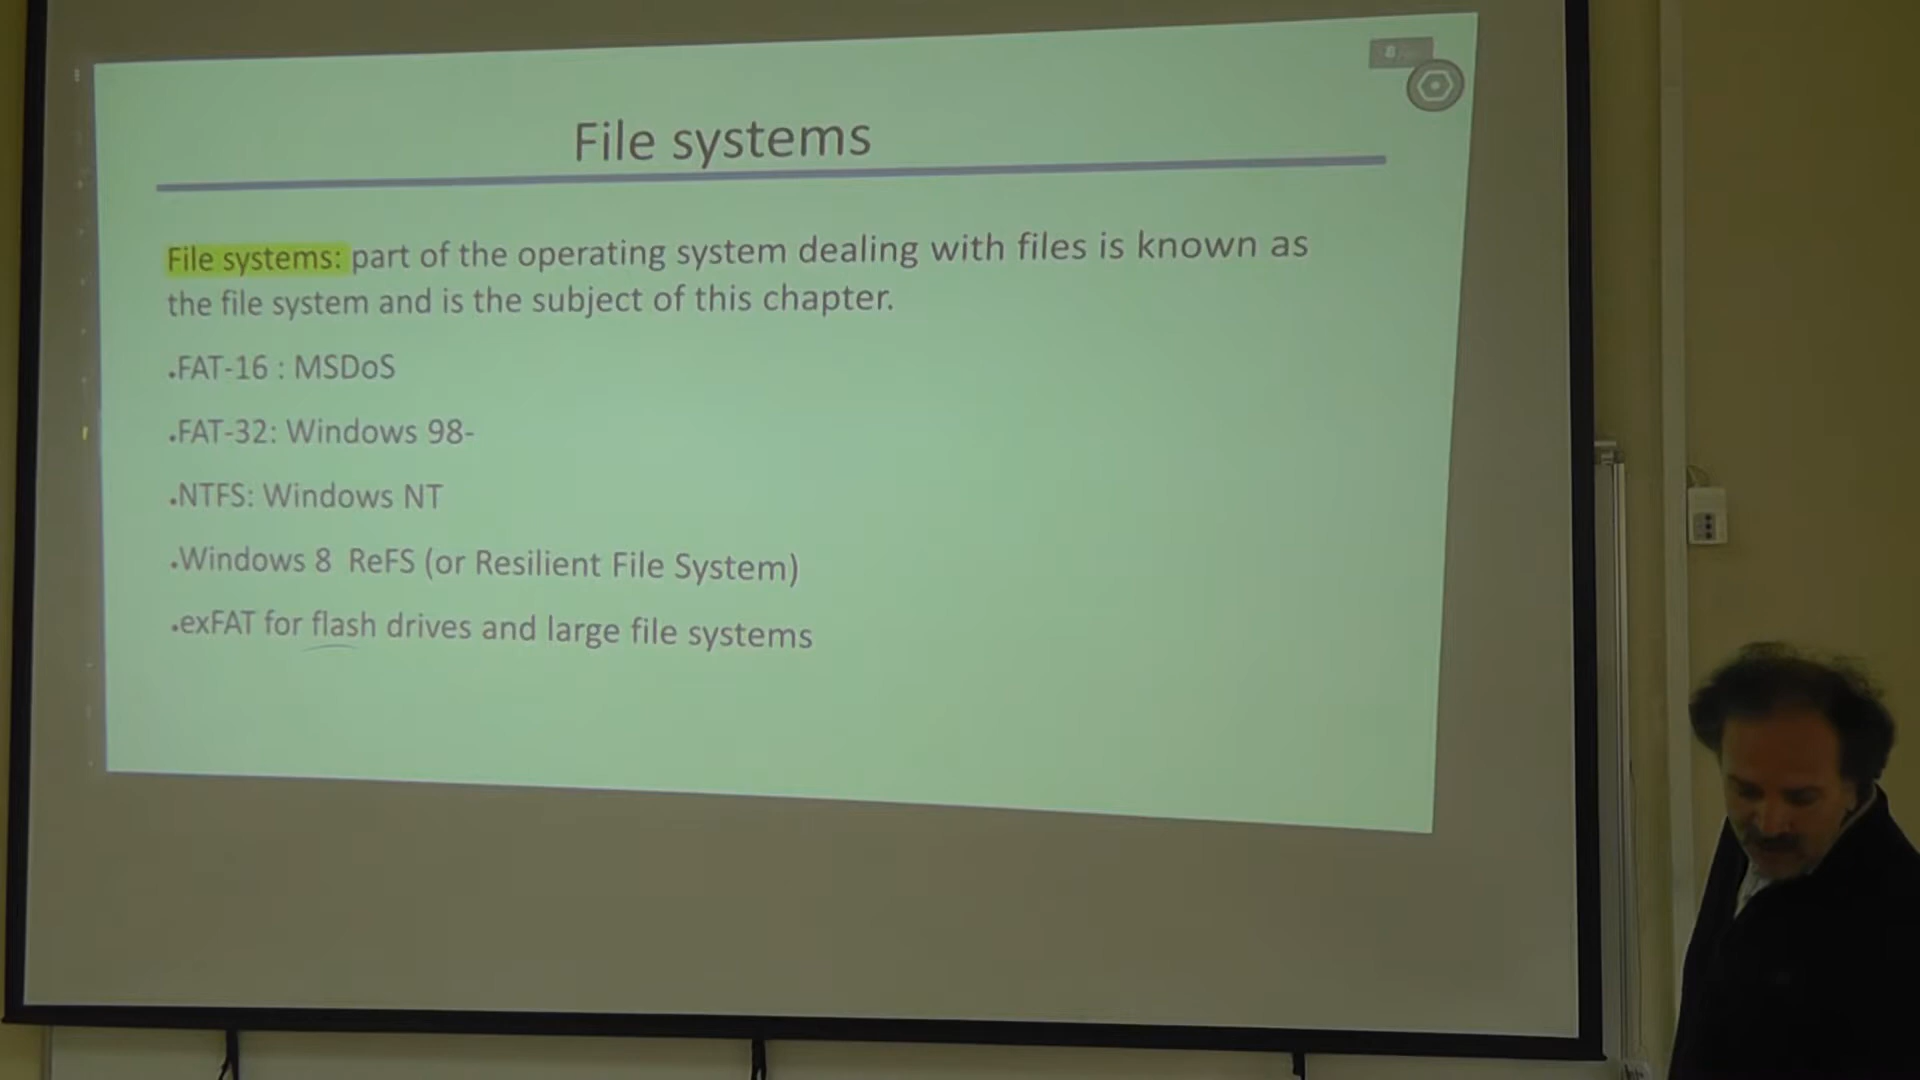 8
File systems
File systems: part of the operating system dealing with files is known as
the file system and is the subject of this chapter.
.FAT-16 : MSDoS
.FAT-32: Windows 98-
.NTFS: Windows NT
.Windows 8 ReFS (or Resilient File System)
.exFAT for flash drives and large file systems